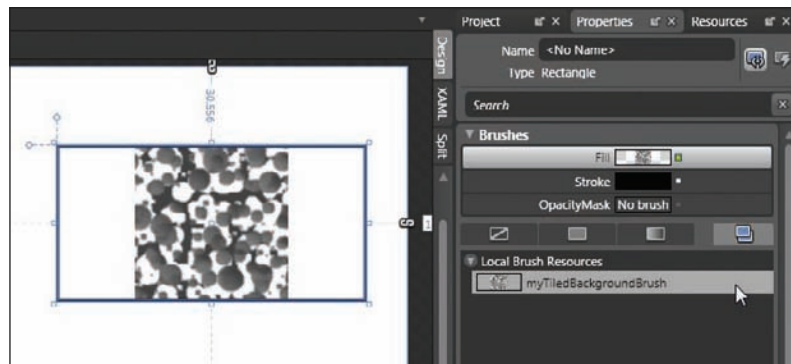 Project
Properties
Resources
Name <No Name>
Type Rectangle
Search
Brushes
Fill
Stroke
OpacityMask No brush
Local Brush Resources
myTiledBackgroundBrush
Design
XAML
Split
30.556
1